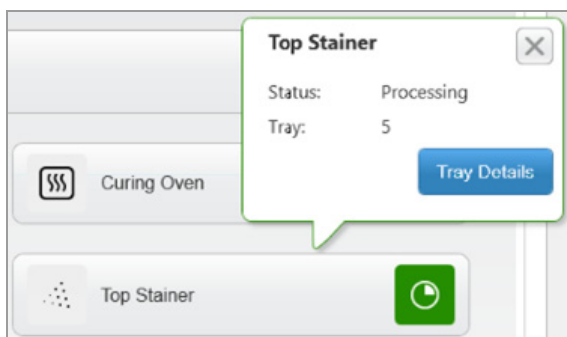 Top Stainer
Status: Processing
Tray: 5
Tray Details
Curing Oven
Top Stainer